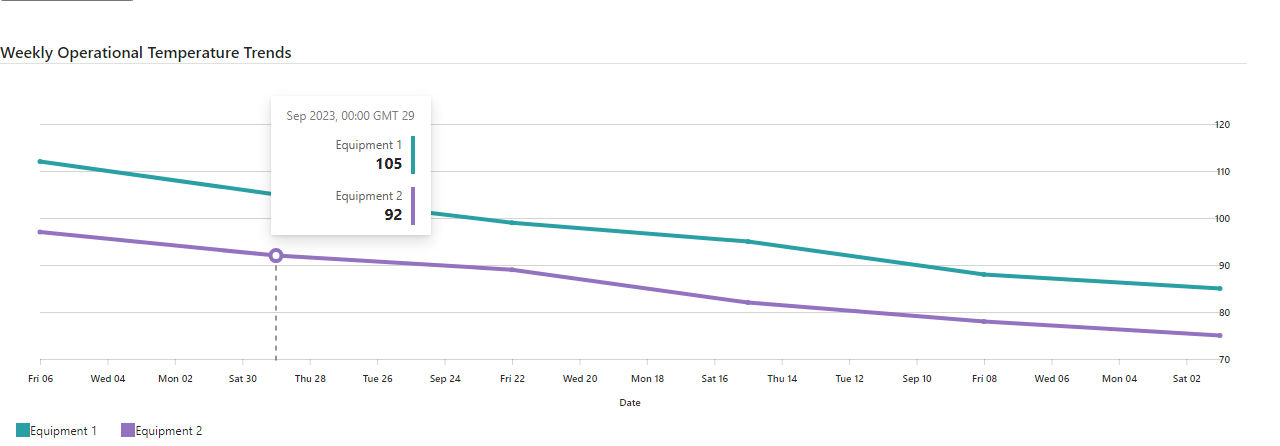 Weekly Operational Temperature Trends
Sep 2023, 00:00 GMT 29
Equipment 1
105
Equipment 2
92
120
110
100
90
80
70
Fri 06 Wed 04 Mon 02 Sat 30 Thu 28 Tue 26 Sep 24 Fri 22 Wed 20 Mon 18 Sat 16 Thu 14 Tue 12 Sep 10 Fri 08 Wed 06 Mon 04 Sat 02
Date
Equipment 1 Equipment 2